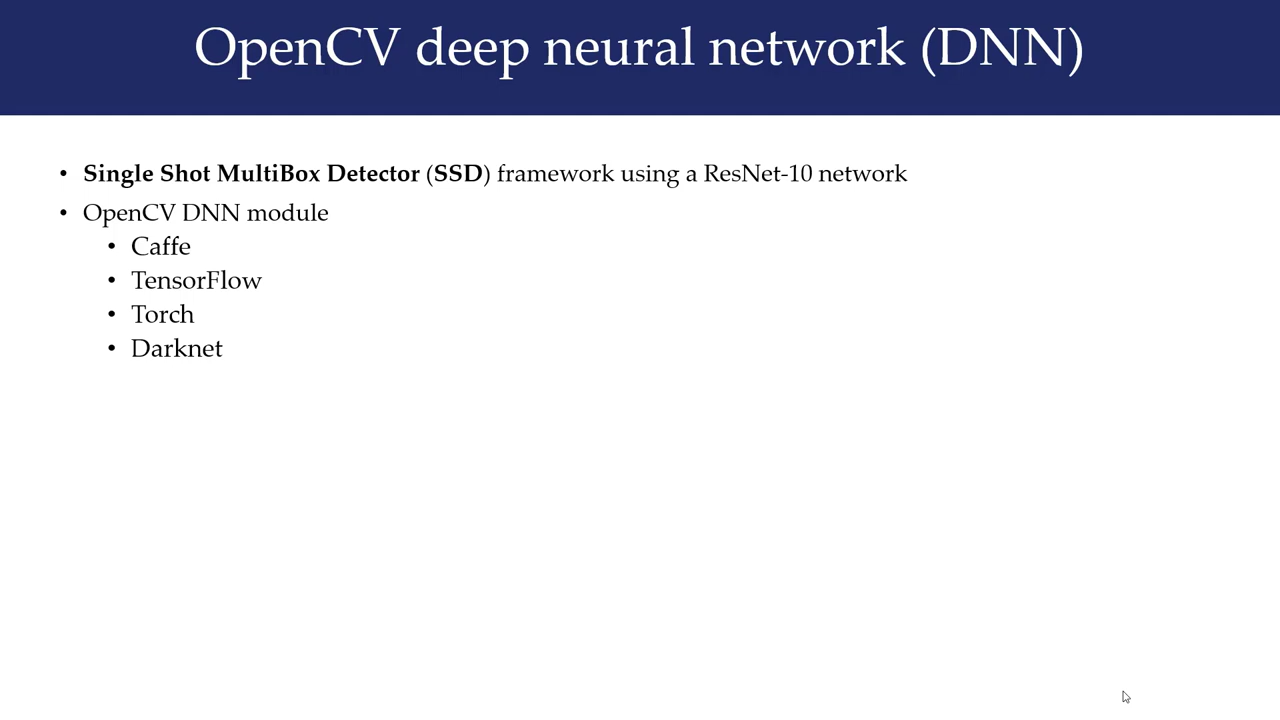 OpenCV deep neural network (DNN)
• Single Shot MultiBox Detector (SSD) framework using a ResNet-10 network
• OpenCV DNN module
• Caffe
• TensorFlow
• Torch
• Darknet